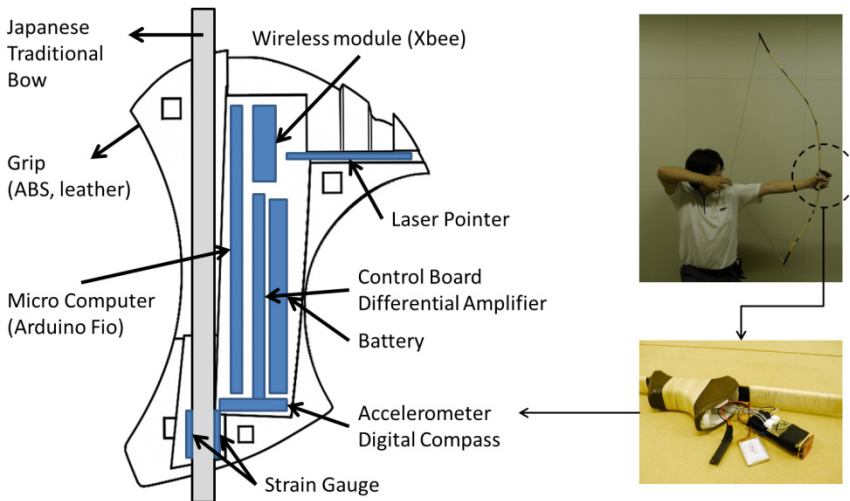 Japanese
Traditional
Bow
Wireless module (Xbee)
Grip
(ABS, leather)
Laser Pointer
Micro Computer
(Arduino Fio)
Control Board
Differential Amplifier
Battery
Accelerometer
Digital Compass
Strain Gauge